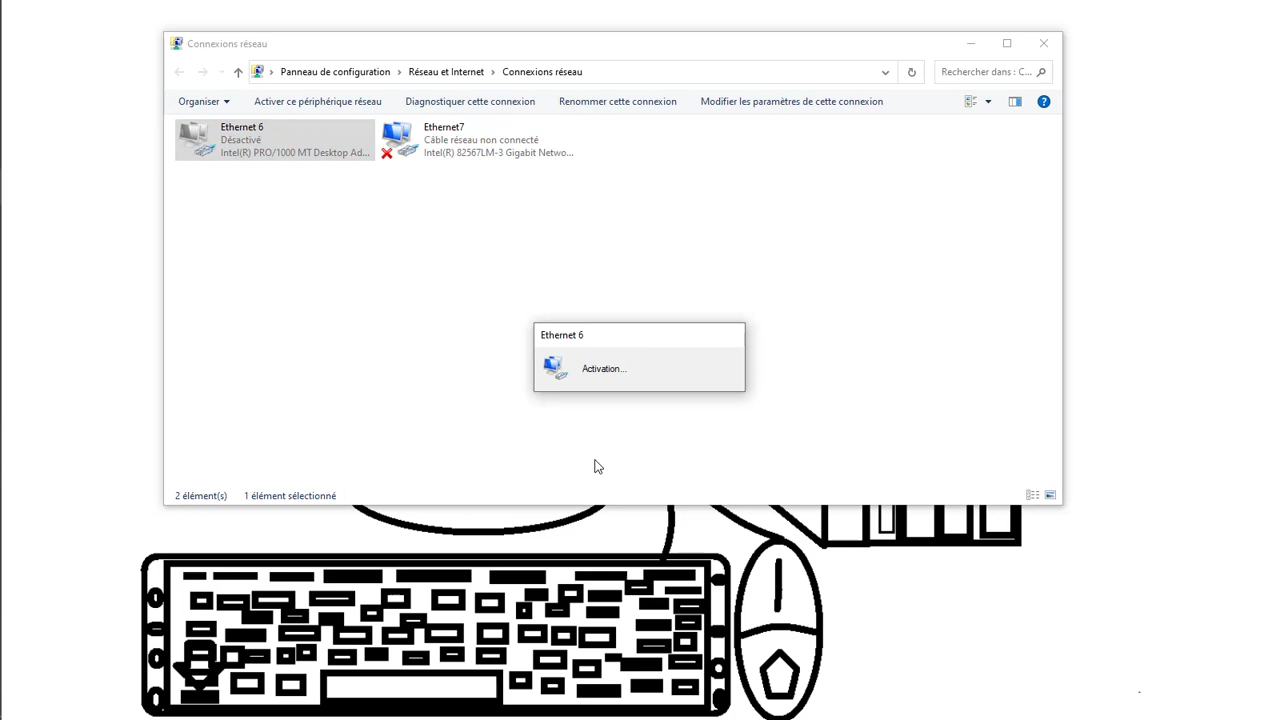 Connexions réseau
Panneau de configuration > Réseau et Internet > Connexions réseau
Rechercher dans : C...
Organiser Activer ce périphérique réseau Diagnostiquer cette connexion Renommer cette connexion Modifier les paramètres de cette connexion
Ethernet 6
Désactivé
Intel(R) PRO/1000 MT Desktop Ad...
Ethernet7
Câble réseau non connecté
Intel(R) 82567LM-3 Gigabit Netwo...
Ethernet 6
Activation...
2 élément(s) 1 élément sélectionné